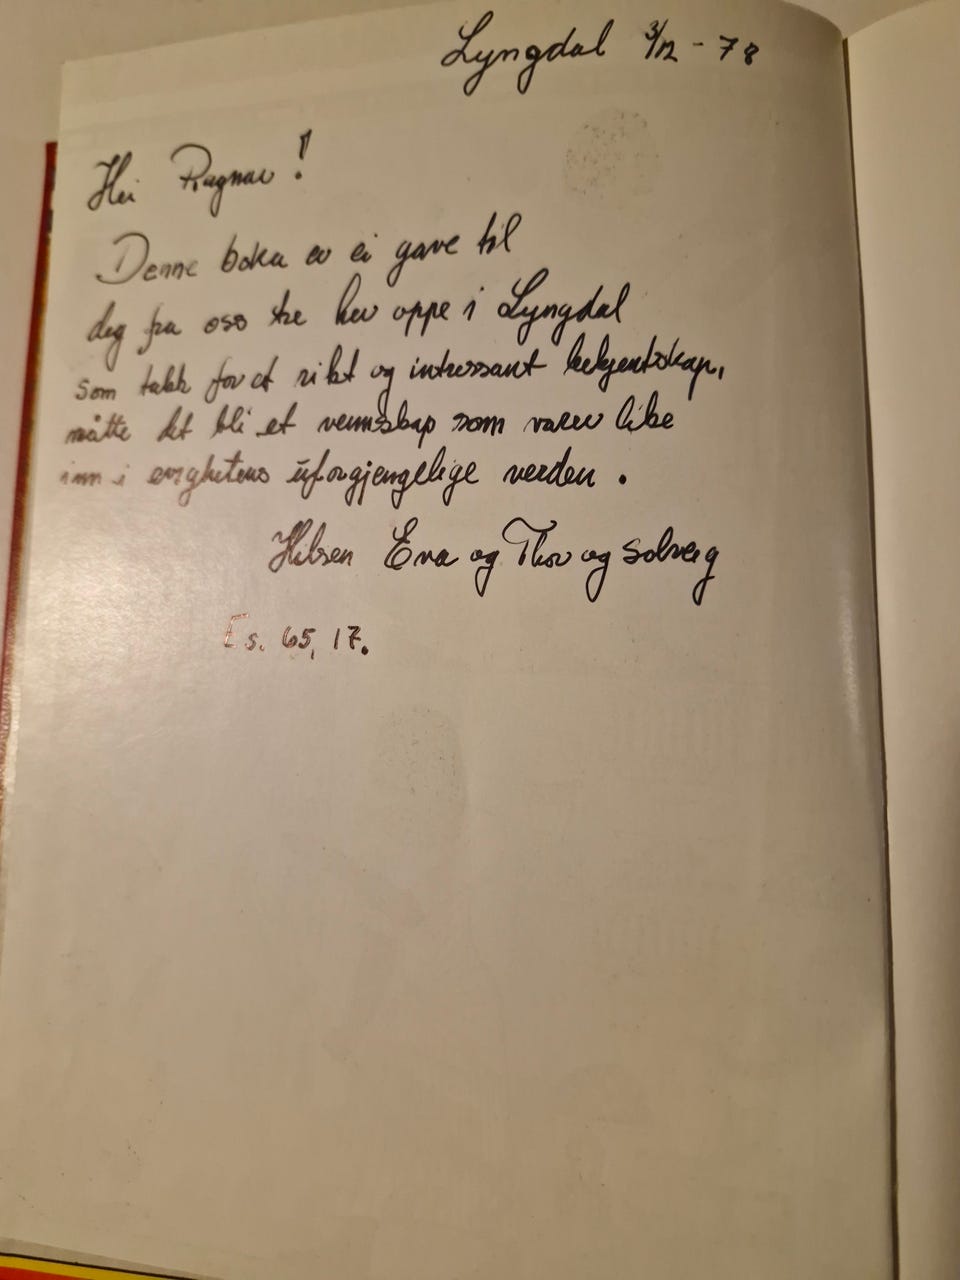 Lyngdal 3/12 - 78
Hei Ragnar!
Denne boka er ei gave til
deg fra oss tre her oppe i Lyngdal
som takk for et rikt og intressant bekjentskap,
måtte det bli et vennskap som varer like
inn i evighetens uforgjengelige verden.
Hilsen Eva og Thor og Solveig
Es. 65, 17.